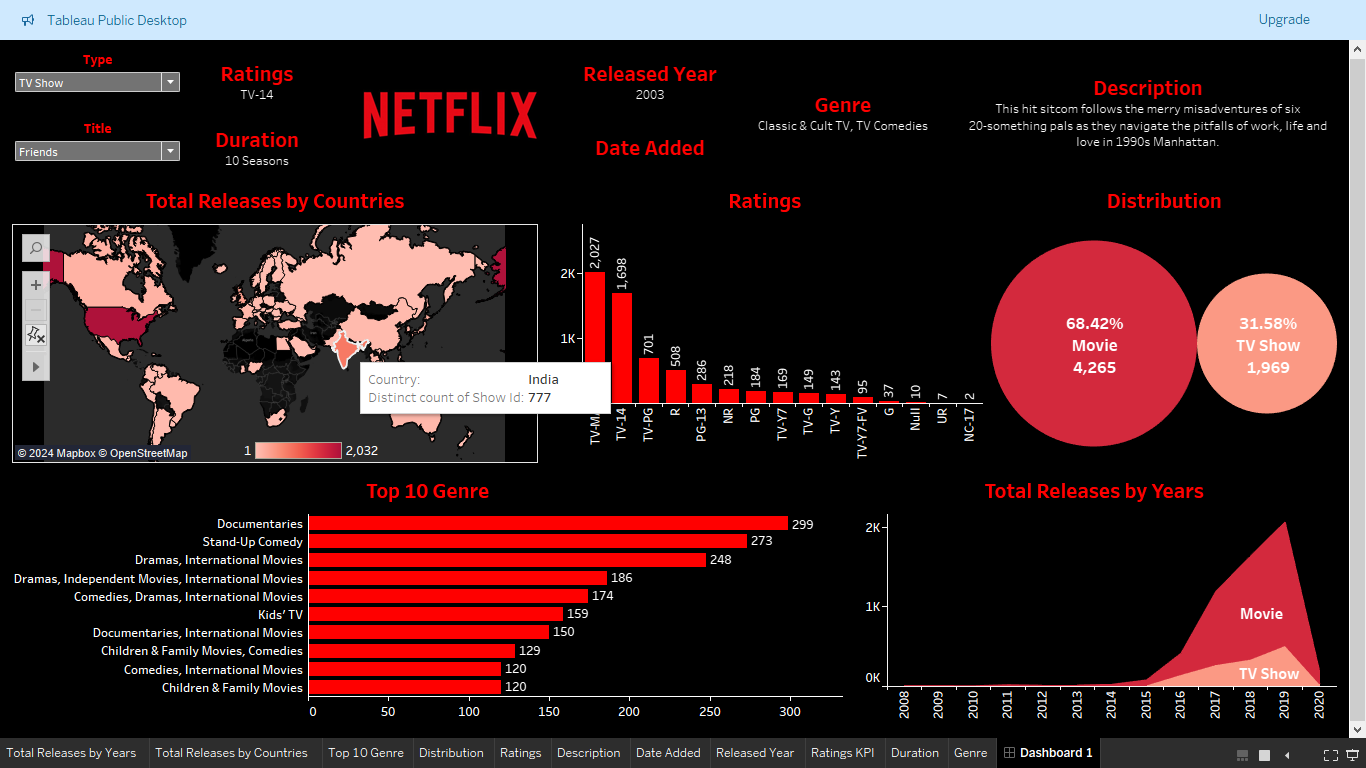 Tableau Public Desktop
Upgrade
Type
TV Show
Title
Friends
Ratings
TV-14
Duration
10 Seasons
NETFLIX
Released Year
2003
Date Added
Genre
Classic & Cult TV, TV Comedies
Description
This hit sitcom follows the merry misadventures of six
20-something pals as they navigate the pitfalls of work, life and
love in 1990s Manhattan.
Total Releases by Countries
Country: India
Distinct count of Show Id: 777
1 2,032
© 2024 Mapbox © OpenStreetMap
Ratings
2K
1K
2,027
1,698
701
508
286
218
184
169
149
143
95
37
10
7
2
TV-14
TV-PG
R
PG-13
NR
PG
TV-Y7
TV-G
TV-Y
TV-Y7-FV
G
Null
UR
NC-17
Distribution
68.42%
Movie
4,265
31.58%
TV Show
1,969
Top 10 Genre
Documentaries 299
Stand-Up Comedy 273
Dramas, International Movies 248
Dramas, Independent Movies, International Movies 186
Comedies, Dramas, International Movies 174
Kids’ TV 159
Documentaries, International Movies 150
Children & Family Movies, Comedies 129
Comedies, International Movies 120
Children & Family Movies 120
0 50 100 150 200 250 300
Total Releases by Years
2K
1K
0K
Movie
TV Show
2008 2009 2010 2011 2012 2013 2014 2015 2016 2017 2018 2019 2020
Total Releases by Years
Total Releases by Countries
Top 10 Genre
Distribution
Ratings
Description
Date Added
Released Year
Ratings KPI
Duration
Genre
Dashboard 1